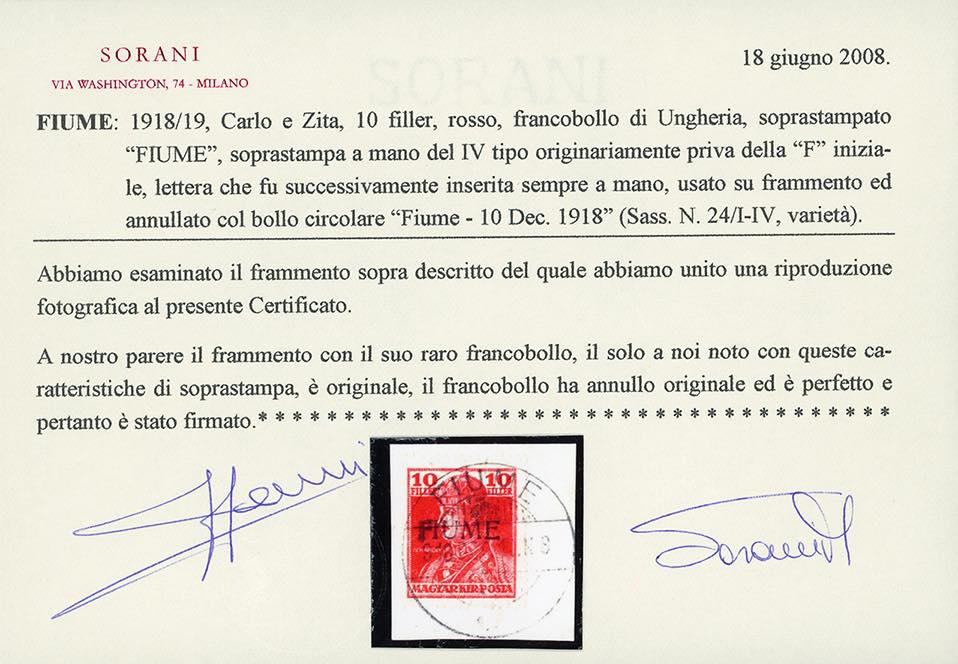 SORANI
VIA WASHINGTON, 74 - MILANO
18 giugno 2008.
SORANI
FIUME: 1918/19, Carlo e Zita, 10 filler, rosso, francobollo di Ungheria, soprastampato
“FIUME”, soprastampa a mano del IV tipo originariamente priva della “F” inizia-
le, lettera che fu successivamente inserita sempre a mano, usato su frammento ed
annullato col bollo circolare “Fiume - 10 Dec. 1918” (Sass. N. 24/I-IV, varietà).
Abbiamo esaminato il frammento sopra descritto del quale abbiamo unito una riproduzione
fotografica al presente Certificato.
A nostro parere il frammento con il suo raro francobollo, il solo a noi noto con queste ca-
ratteristiche di soprastampa, è originale, il francobollo ha annullo originale ed è perfetto e
pertanto è stato firmato.* * * * * * * * * * * * * * * * * * * * * * * * * * * * * * * * * * * * *
FIUME
10 10
FILLER FILLER
FIUME
MAGYAR KIR POSTA
Sorani